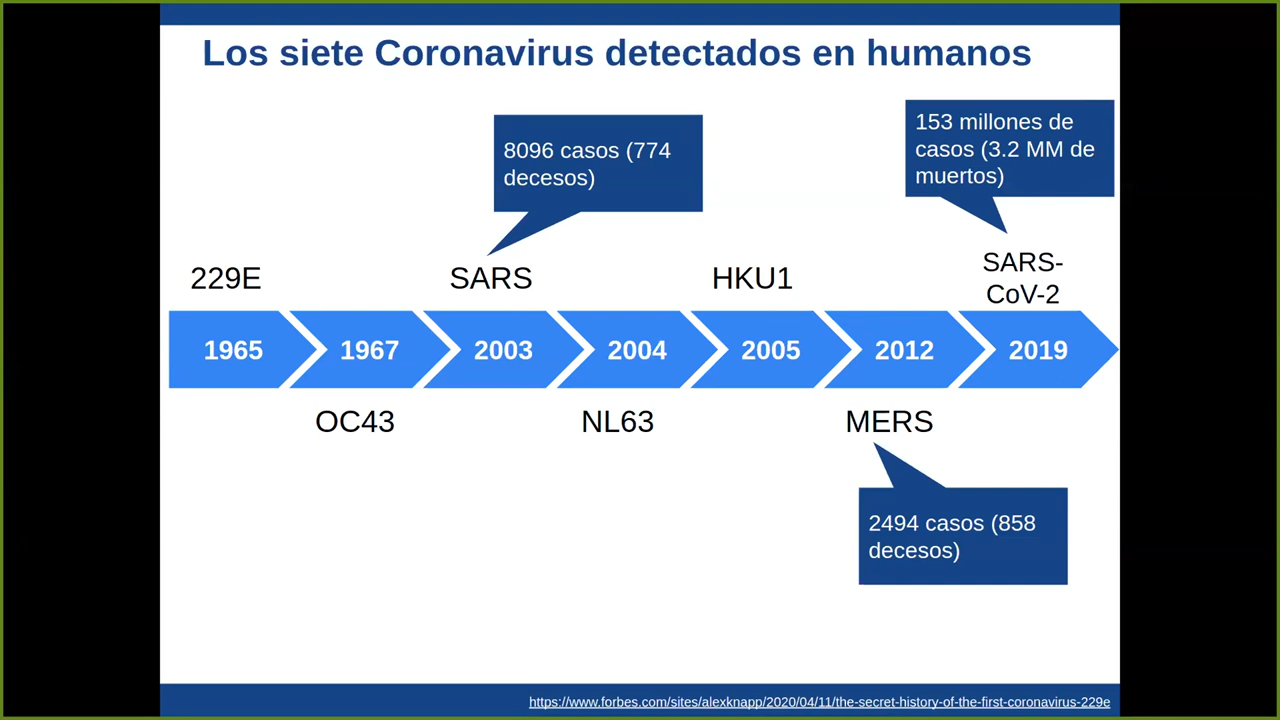 Los siete Coronavirus detectados en humanos
153 millones de
casos (3.2 MM de
muertos)
8096 casos (774
decesos)
229E
SARS
HKU1
SARS-
CoV-2
1965
1967
2003
2004
2005
2012
2019
OC43
NL63
MERS
2494 casos (858
decesos)
https://www.forbes.com/sites/alexknapp/2020/04/11/the-secret-history-of-the-first-coronavirus-229e